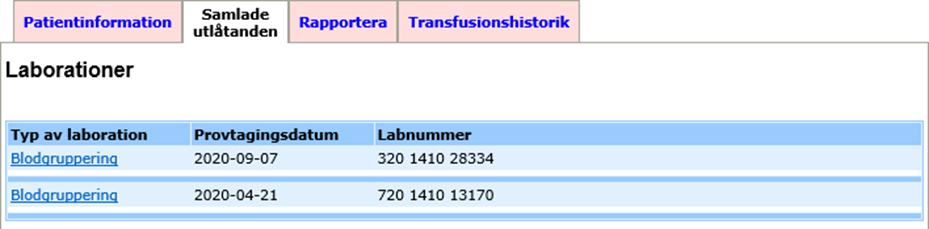 Patientinformation Samlade utlåtanden Rapportera Transfusionshistorik
Laborationer
Typ av laboration Provtagingsdatum Labnummer
Blodgruppering 2020-09-07 320 1410 28334
Blodgruppering 2020-04-21 720 1410 13170